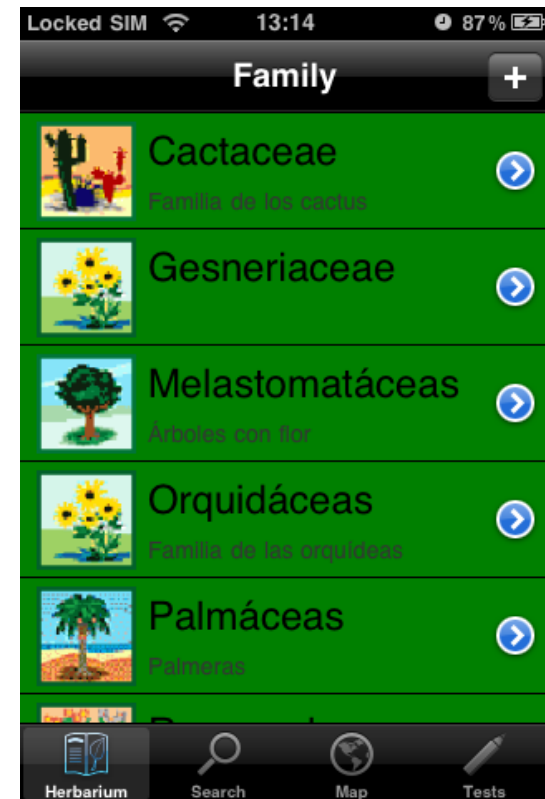 Locked SIM 13:14 87%
Family +
Cactaceae
Familia de los cactus
Gesneriaceae
Melastomatáceas
Árboles con flor
Orquidáceas
Familia de las orquídeas
Palmáceas
Palmeras
Herbarium Search Map Tests